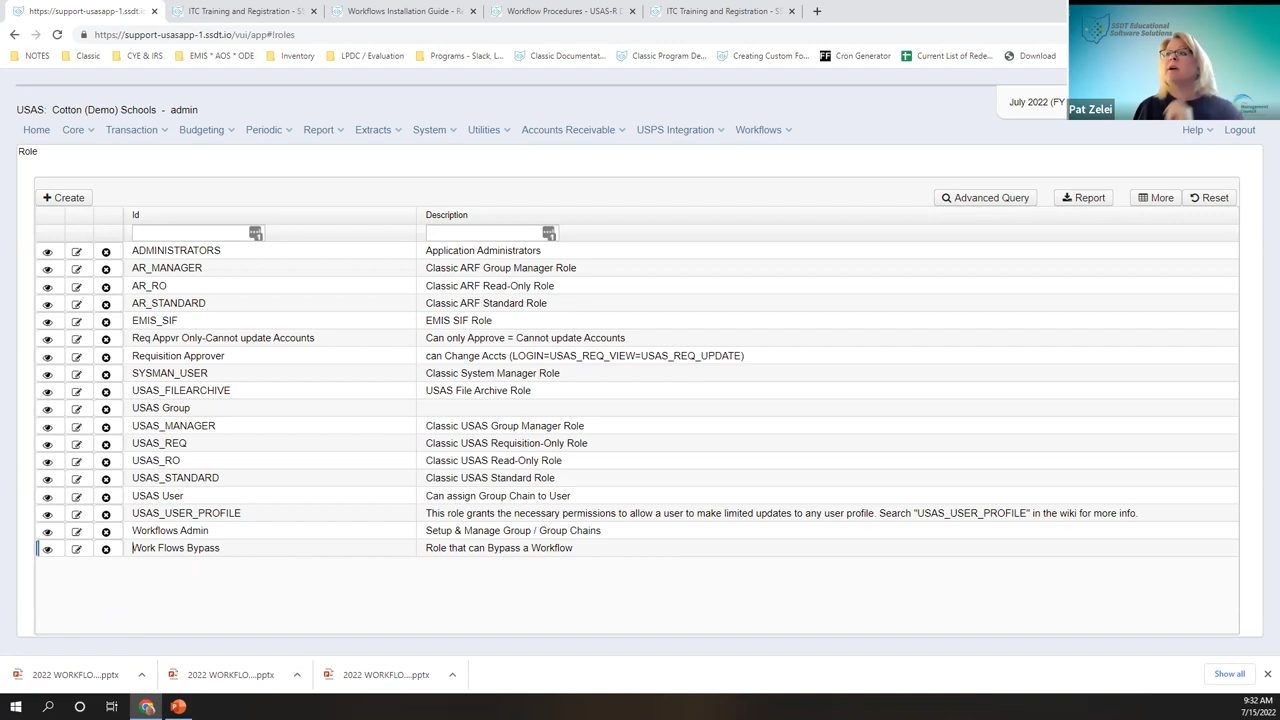 https://support-usasapp-1.ssdt.io/
ITC Training and Registration - SS
Workflows Installation Guide - R
Workflow Procedures - USAS-R D
ITC Training and Registration - SS
https://support-usasapp-1.ssdt.io/vui/app#!roles
NOTES
Classic
CYE & IRS
EMIS * AOS * ODE
Inventory
LPDC / Evaluation
Programs - Slack, L...
Classic Documentat...
Classic Program De...
Creating Custom Fo...
Cron Generator
Current List of Rede...
Download
SSDT Educational
Software Solutions
Pat Zelei
USAS: Cotton (Demo) Schools - admin
July 2022 (FY
Home Core Transaction Budgeting Periodic Report Extracts System Utilities Accounts Receivable USPS Integration Workflows Help Logout
Role
Create Advanced Query Report More Reset
Id Description
ADMINISTRATORS Application Administrators
AR_MANAGER Classic ARF Group Manager Role
AR_RO Classic ARF Read-Only Role
AR_STANDARD Classic ARF Standard Role
EMIS_SIF EMIS SIF Role
Req Appvr Only-Cannot update Accounts Can only Approve = Cannot update Accounts
Requisition Approver can Change Accts (LOGIN=USAS_REQ_VIEW=USAS_REQ_UPDATE)
SYSMAN_USER Classic System Manager Role
USAS_FILEARCHIVE USAS File Archive Role
USAS Group
USAS_MANAGER Classic USAS Group Manager Role
USAS_REQ Classic USAS Requisition-Only Role
USAS_RO Classic USAS Read-Only Role
USAS_STANDARD Classic USAS Standard Role
USAS User Can assign Group Chain to User
USAS_USER_PROFILE This role grants the necessary permissions to allow a user to make limited updates to any user profile. Search "USAS_USER_PROFILE" in the wiki for more info.
Workflows Admin Setup & Manage Group / Group Chains
Work Flows Bypass Role that can Bypass a Workflow
2022 WORKFLO....pptx
2022 WORKFLO....pptx
2022 WORKFLO....pptx
Show all
9:32 AM
7/15/2022